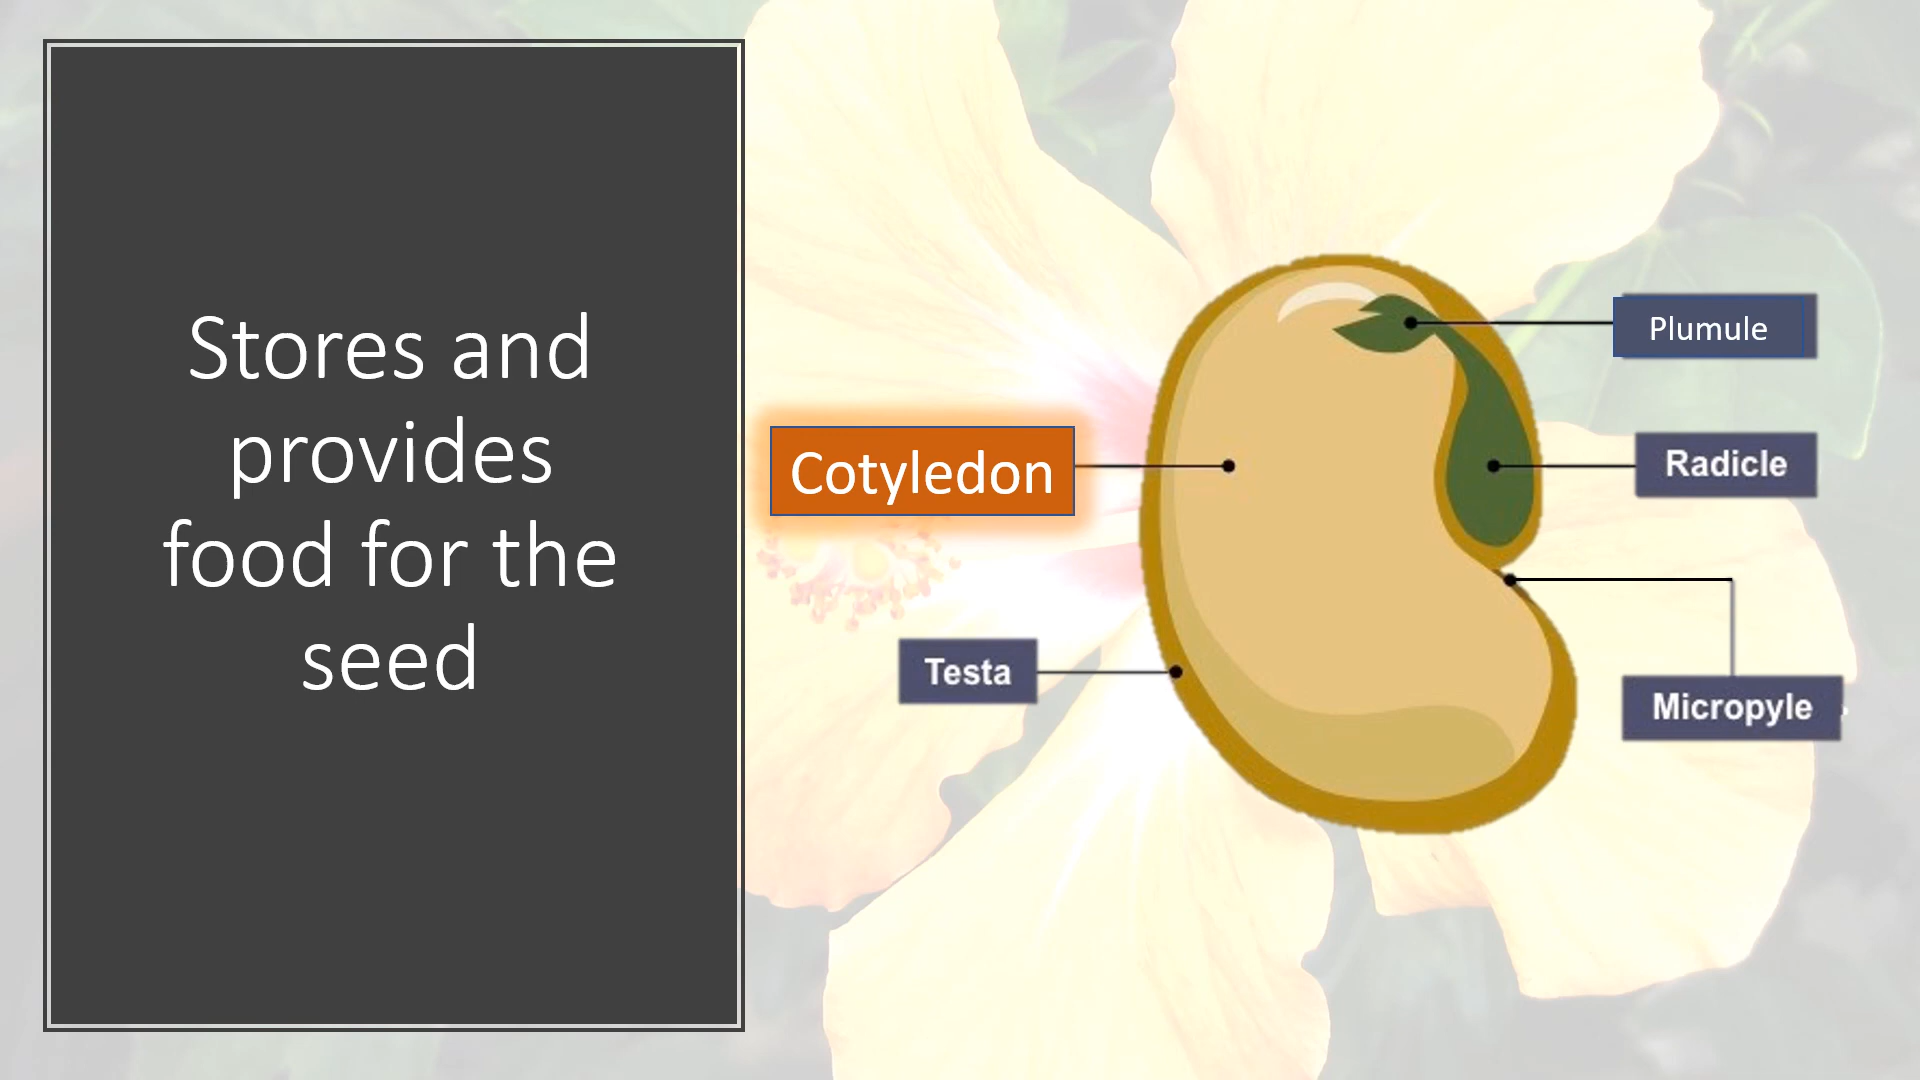 Stores and
provides
food for the
seed
Plumule
Cotyledon
Radicle
Testa
Micropyle